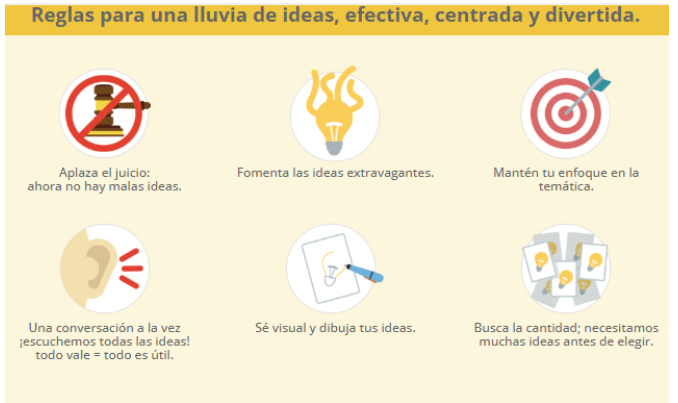 Reglas para una lluvia de ideas, efectiva, centrada y divertida.
Aplaza el juicio:
ahora no hay malas ideas.
Fomenta las ideas extravagantes.
Mantén tu enfoque en la
temática.
Una conversación a la vez
¡escuchemos todas las ideas!
todo vale = todo es útil.
Sé visual y dibuja tus ideas.
Busca la cantidad; necesitamos
muchas ideas antes de elegir.